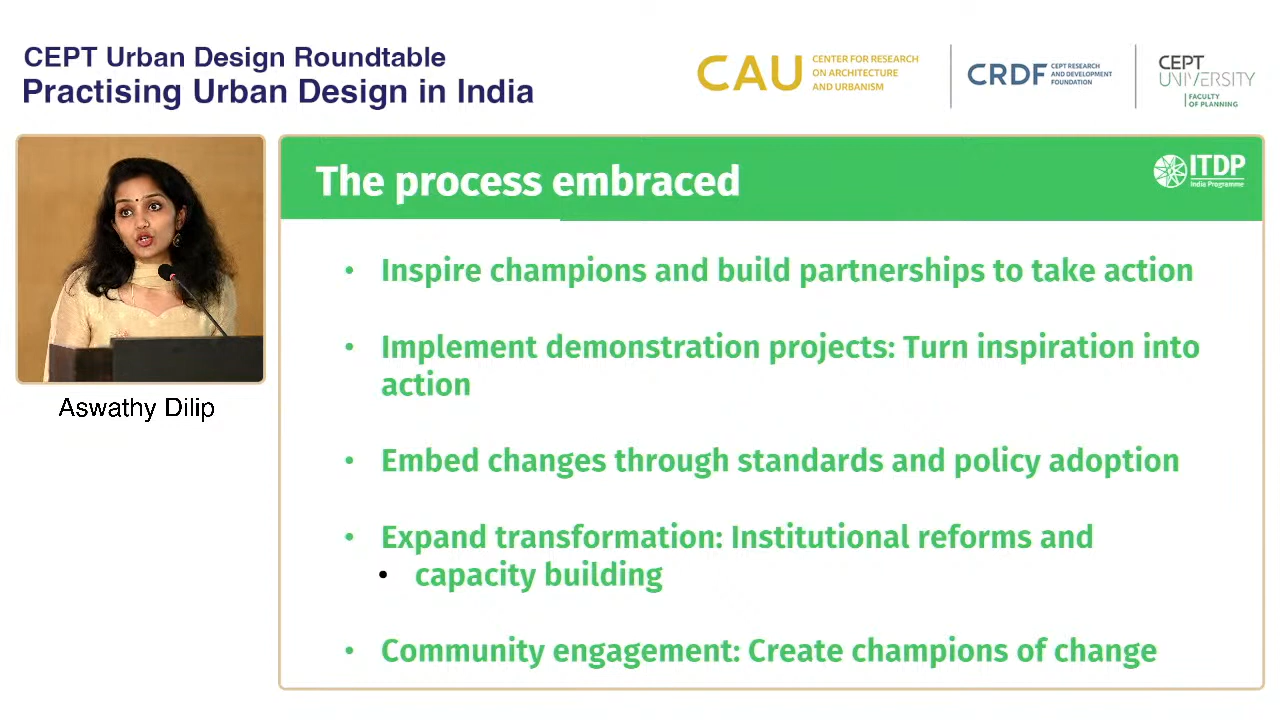 CEPT Urban Design Roundtable
Practising Urban Design in India
CAU
CENTER FOR RESEARCH
ON ARCHITECTURE
AND URBANISM
CRDF
CEPT RESEARCH
AND DEVELOPMENT
FOUNDATION
CEPT
UNIVERSITY
FACULTY
OF PLANNING
Aswathy Dilip
The process embraced
ITDP
India Programme
• Inspire champions and build partnerships to take action
• Implement demonstration projects: Turn inspiration into
action
• Embed changes through standards and policy adoption
• Expand transformation: Institutional reforms and
• capacity building
• Community engagement: Create champions of change